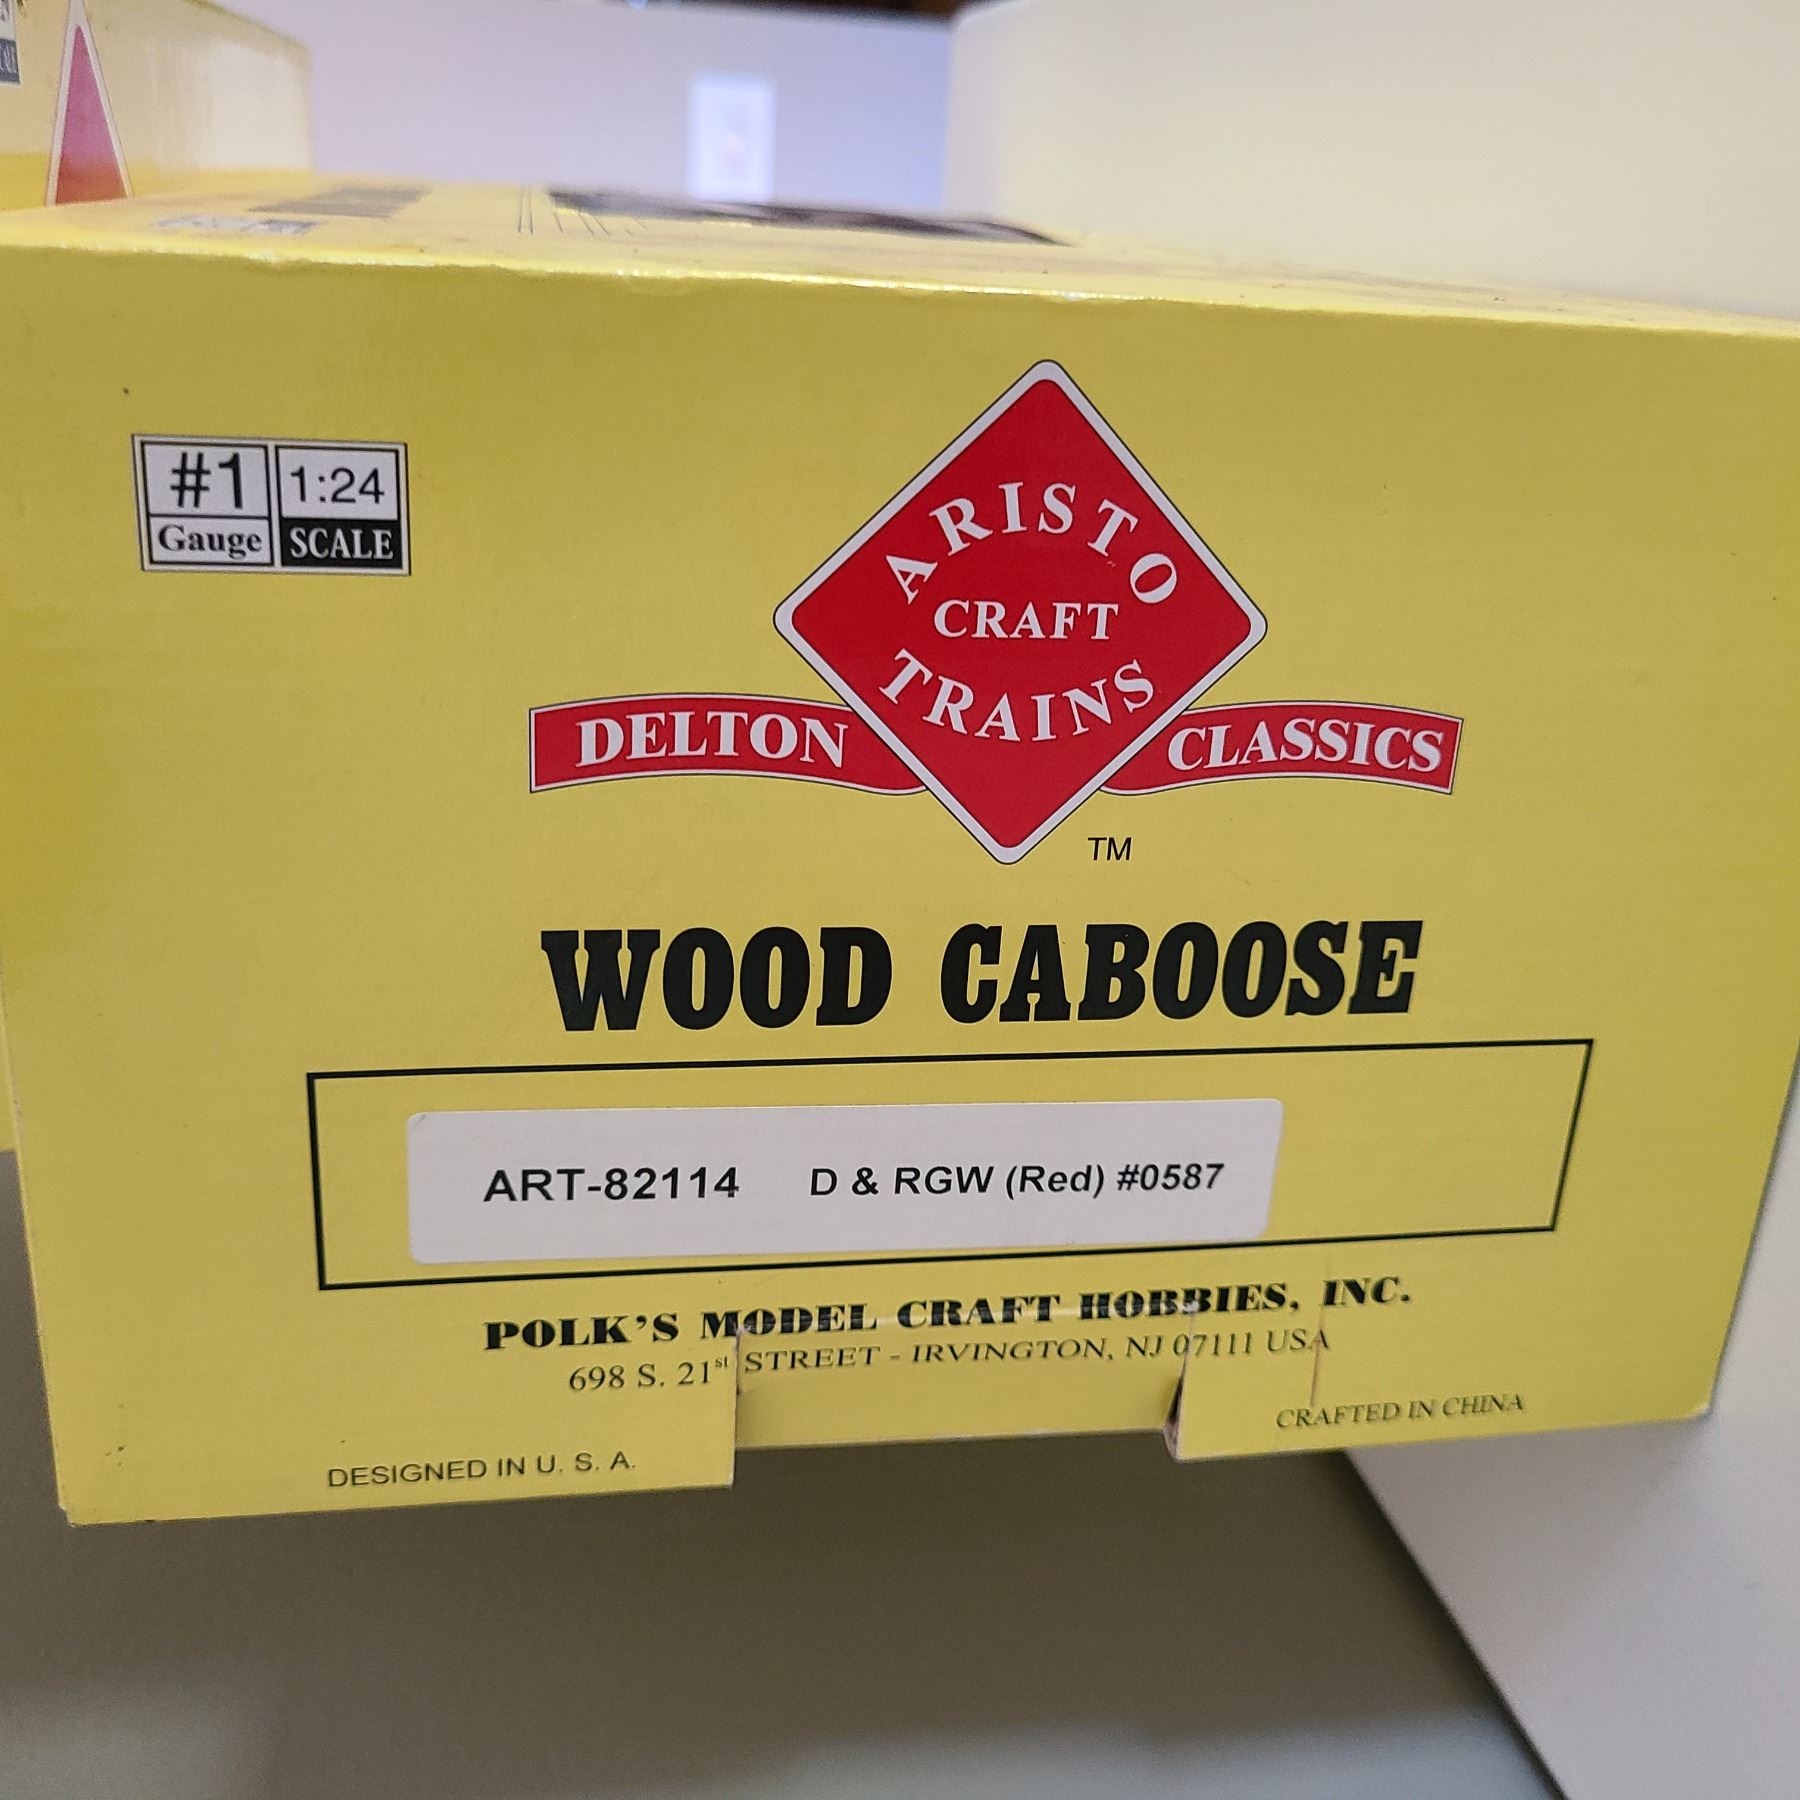 #1 1:24
Gauge SCALE
ARISTO
CRAFT
TRAINS
DELTON CLASSICS
TM
WOOD CABOOSE
ART-82114 D & RGW (Red) #0587
POLK'S MODEL CRAFT HOBBIES, INC.
698 S. 21st STREET - IRVINGTON, NJ 07111 USA
CRAFTED IN CHINA
DESIGNED IN U. S. A.